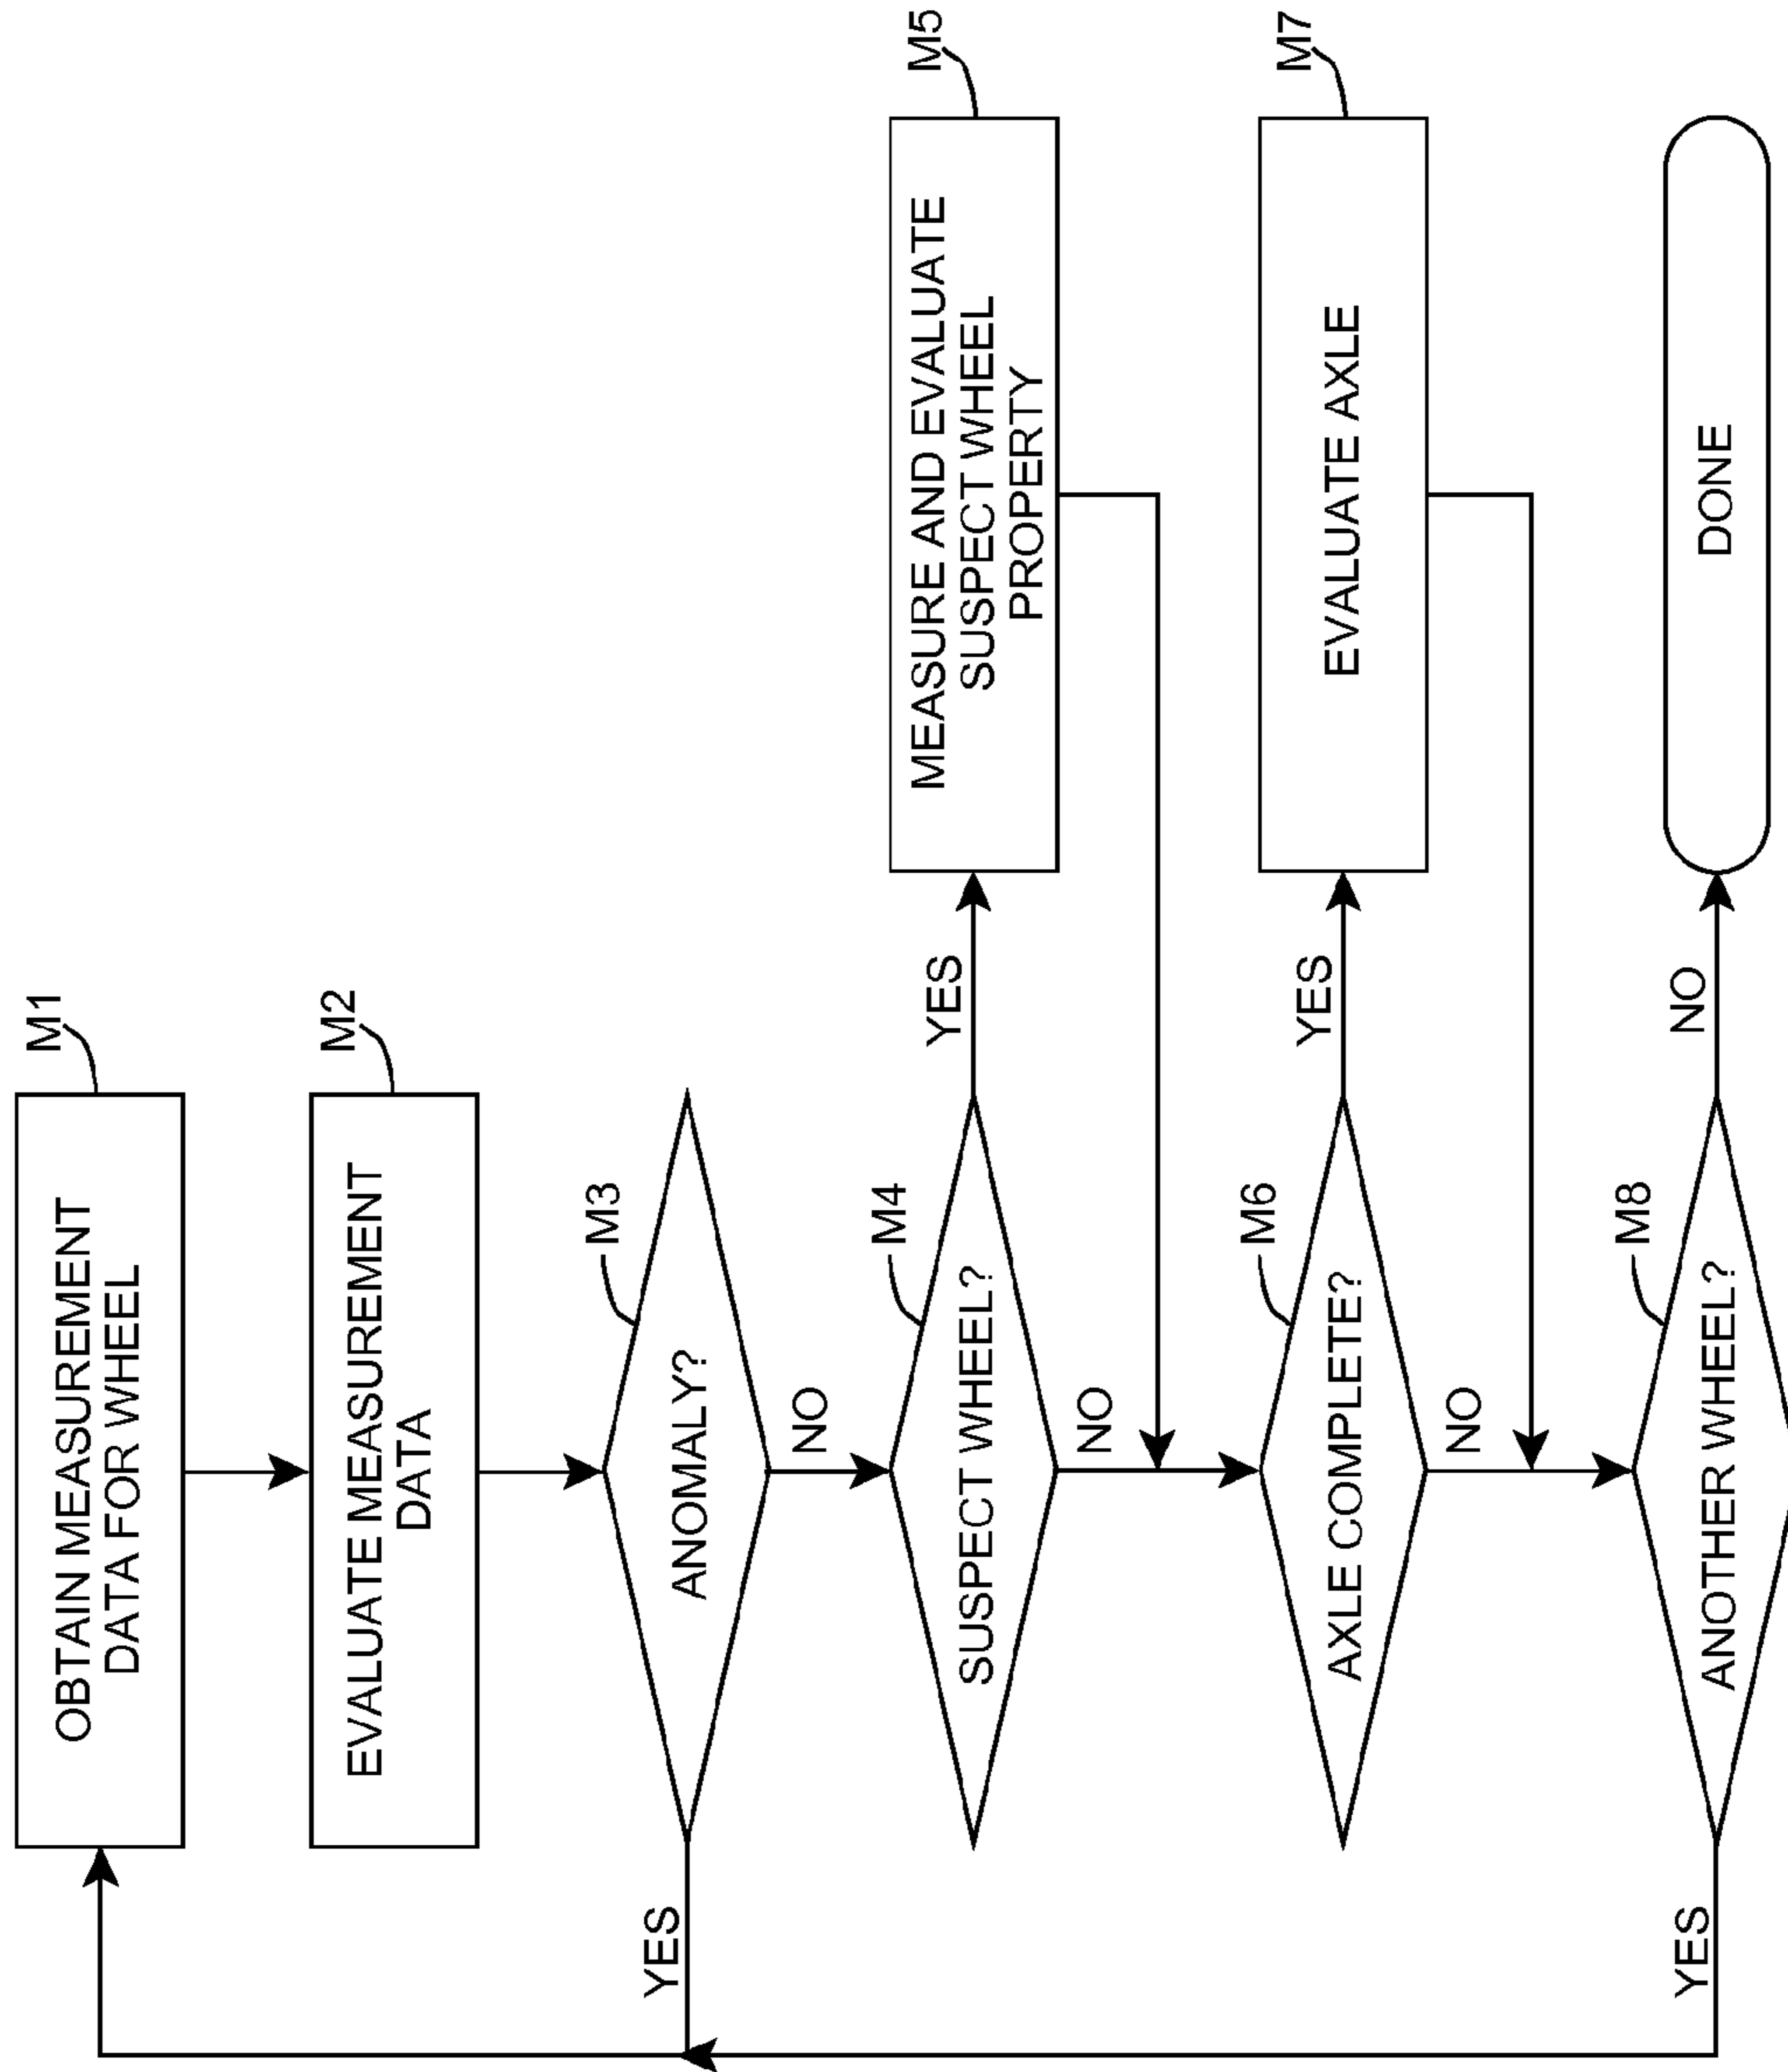 M1
OBTAIN MEASUREMENT
DATA FOR WHEEL
M2
EVALUATE MEASUREMENT
DATA
M3
ANOMALY?
YES
NO
M4
SUSPECT WHEEL?
YES
NO
M5
MEASURE AND EVALUATE
SUSPECT WHEEL
PROPERTY
M6
AXLE COMPLETE?
YES
NO
M7
EVALUATE AXLE
M8
ANOTHER WHEEL?
YES
NO
DONE